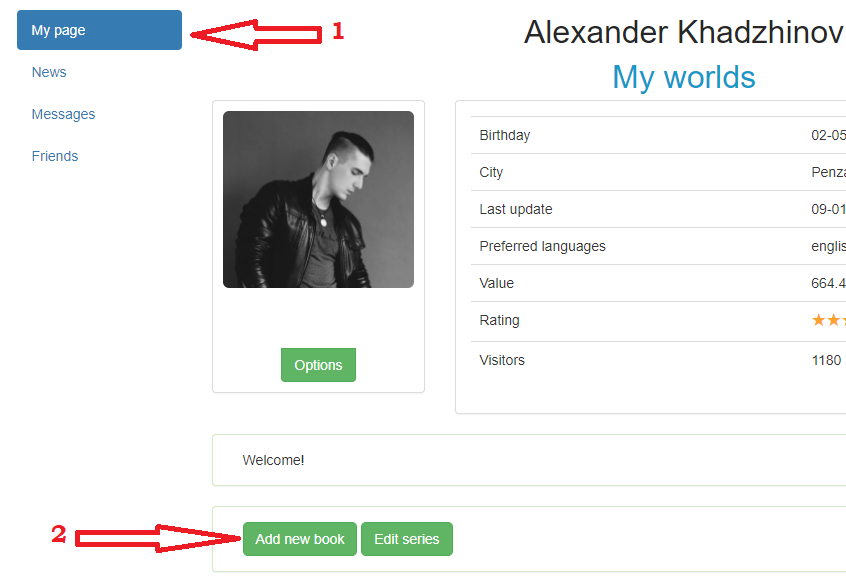 My page
1
News
Messages
Friends
Alexander Khadzhinov
My worlds
Options
Birthday 02-05
City Penza
Last update 09-01
Preferred languages englis
Value 664.4
Rating
Visitors 1180
Welcome!
2
Add new book Edit series